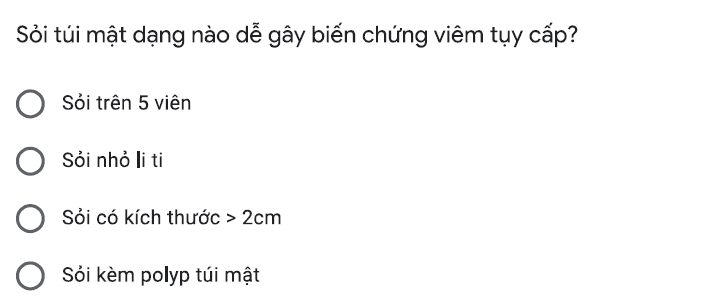 Sỏi túi mật dạng nào dễ gây biến chứng viêm tụy cấp?
Sỏi trên 5 viên
Sỏi nhỏ li ti
Sỏi có kích thước > 2cm
Sỏi kèm polyp túi mật